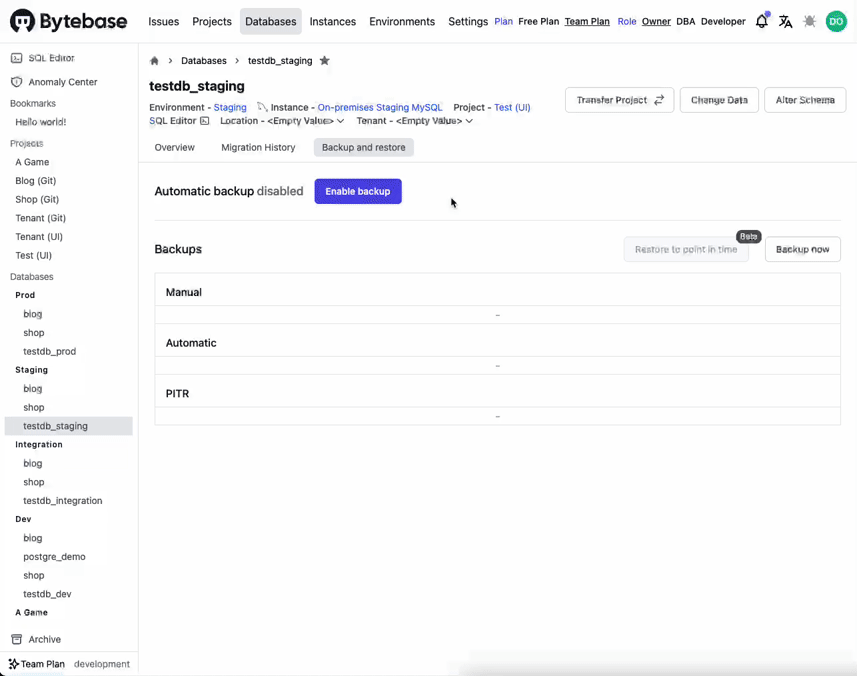 Bytebase Issues Projects Databases Instances Environments Settings Plan Free Plan Team Plan Role Owner DBA Developer DO
SQL Editor
Anomaly Center
Bookmarks
Hello world!
Projects
A Game
Blog (Git)
Shop (Git)
Tenant (Git)
Tenant (UI)
Test (UI)
Databases
Prod
blog
shop
testdb_prod
Staging
blog
shop
testdb_staging
Integration
blog
shop
testdb_integration
Dev
blog
postgre_demo
shop
testdb_dev
A Game
Archive
Team Plan development
Databases testdb_staging
testdb_staging
Environment - Staging Instance - On-premises Staging MySQL Project - Test (UI)
SQL Editor Location - <Empty Value> Tenant - <Empty Value>
Transfer Project Change Data Alter Schema
Overview Migration History Backup and restore
Automatic backup disabled Enable backup
Backups Restore to point in time Beta Backup now
Manual
–
Automatic
–
PITR
–